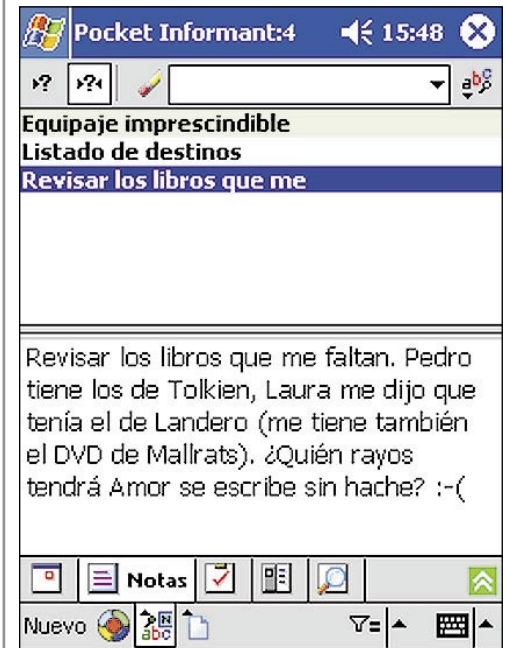 Pocket Informant:4 15:48
Equipaje imprescindible
Listado de destinos
Revisar los libros que me
Revisar los libros que me faltan. Pedro
tiene los de Tolkien, Laura me dijo que
tenía el de Landero (me tiene también
el DVD de Mallrats). ¿Quién rayos
tendrá Amor se escribe sin hache? :-(
Notas
Nuevo